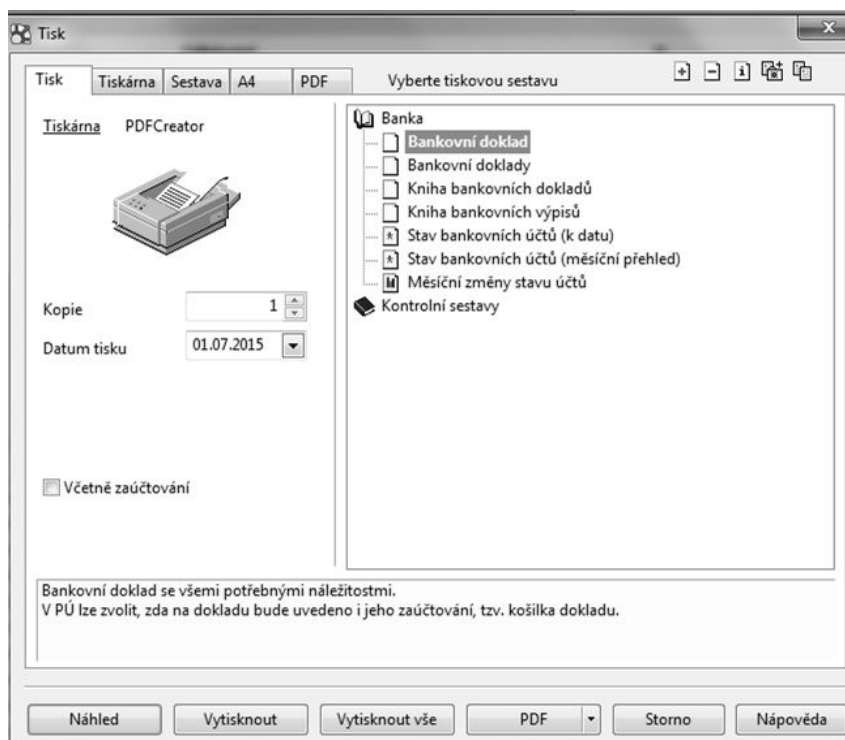 Tisk
Tisk Tiskárna Sestava A4 PDF Vyberte tiskovou sestavu
Tiskárna PDFCreator
Banka
Bankovní doklad
Bankovní doklady
Kniha bankovních dokladů
Kniha bankovních výpisů
Stav bankovních účtů (k datu)
Stav bankovních účtů (měsíční přehled)
Měsíční změny stavu účtů
Kontrolní sestavy
Kopie 1
Datum tisku 01.07.2015
Včetně zaúčtování
Bankovní doklad se všemi potřebnými náležitostmi.
V PÚ lze zvolit, zda na dokladu bude uvedeno i jeho zaúčtování, tzv. košilka dokladu.
Náhled Vytisknout Vytisknout vše PDF Storno Nápověda